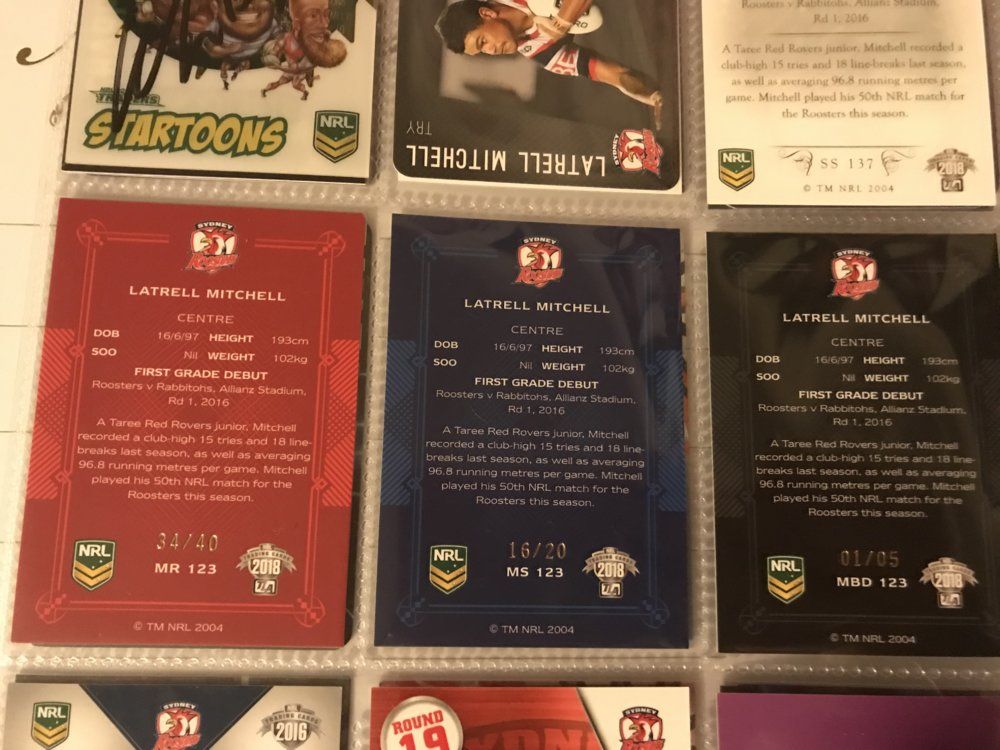 STARTOONS
NRL
LATRELL MITCHELL
TRY
SYDNEY
Roosters v Rabbitohs, Allianz Stadium,
Rd 1, 2016
A Taree Red Rovers junior, Mitchell recorded a
club-high 15 tries and 18 line-breaks last season,
as well as averaging 96.8 running metres per
game. Mitchell played his 50th NRL match for
the Roosters this season.
NRL
SS 137
2018
© TM NRL 2004
SYDNEY
Roosters
LATRELL MITCHELL
CENTRE
DOB 16/6/97 HEIGHT 193cm
SOO Nil WEIGHT 102kg
FIRST GRADE DEBUT
Roosters v Rabbitohs, Allianz Stadium,
Rd 1, 2016
A Taree Red Rovers junior, Mitchell
recorded a club-high 15 tries and 18 line-
breaks last season, as well as averaging
96.8 running metres per game. Mitchell
played his 50th NRL match for the
Roosters this season.
NRL
34/40
MR 123
TRADING CARDS
2018
© TM NRL 2004
SYDNEY
Roosters
LATRELL MITCHELL
CENTRE
DOB 16/6/97 HEIGHT 193cm
SOO Nil WEIGHT 102kg
FIRST GRADE DEBUT
Roosters v Rabbitohs, Allianz Stadium,
Rd 1, 2016
A Taree Red Rovers junior, Mitchell
recorded a club-high 15 tries and 18 line-
breaks last season, as well as averaging
96.8 running metres per game. Mitchell
played his 50th NRL match for the
Roosters this season.
NRL
16/20
MS 123
TRADING CARDS
2018
© TM NRL 2004
SYDNEY
Roosters
LATRELL MITCHELL
CENTRE
DOB 16/6/97 HEIGHT 193cm
SOO Nil WEIGHT 102kg
FIRST GRADE DEBUT
Roosters v Rabbitohs, Allianz Stadium,
Rd 1, 2016
A Taree Red Rovers junior, Mitchell
recorded a club-high 15 tries and 18 line-
breaks last season, as well as averaging
96.8 running metres per game. Mitchell
played his 50th NRL match for the
Roosters this season.
NRL
01/05
MBD 123
TRADING CARDS
2018
© TM NRL 2004
NRL
SYDNEY
TRADING CARDS
2016
ROUND
19
SYDNEY